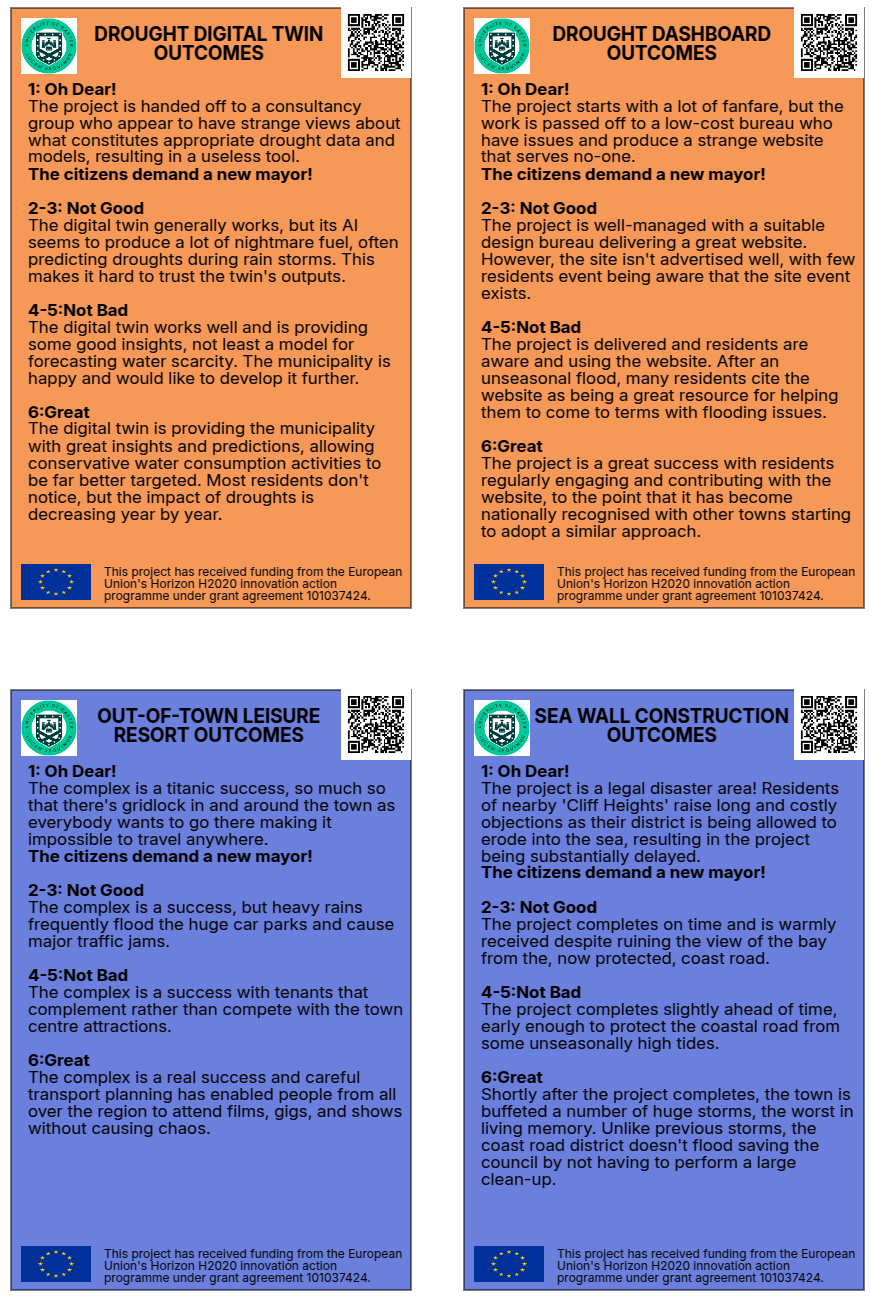 DROUGHT DIGITAL TWIN
OUTCOMES
1: Oh Dear!
The project is handed off to a consultancy
group who appear to have strange views about
what constitutes appropriate drought data and
models, resulting in a useless tool.
The citizens demand a new mayor!
2-3: Not Good
The digital twin generally works, but its AI
seems to produce a lot of nightmare fuel, often
predicting droughts during rain storms. This
makes it hard to trust the twin's outputs.
4-5:Not Bad
The digital twin works well and is providing
some good insights, not least a model for
forecasting water scarcity. The municipality is
happy and would like to develop it further.
6:Great
The digital twin is providing the municipality
with great insights and predictions, allowing
conservative water consumption activities to
be far better targeted. Most residents don't
notice, but the impact of droughts is
decreasing year by year.
This project has received funding from the European
Union's Horizon H2020 innovation action
programme under grant agreement 101037424.
DROUGHT DASHBOARD
OUTCOMES
1: Oh Dear!
The project starts with a lot of fanfare, but the
work is passed off to a low-cost bureau who
have issues and produce a strange website
that serves no-one.
The citizens demand a new mayor!
2-3: Not Good
The project is well-managed with a suitable
design bureau delivering a great website.
However, the site isn't advertised well, with few
residents event being aware that the site event
exists.
4-5:Not Bad
The project is delivered and residents are
aware and using the website. After an
unseasonal flood, many residents cite the
website as being a great resource for helping
them to come to terms with flooding issues.
6:Great
The project is a great success with residents
regularly engaging and contributing with the
website, to the point that it has become
nationally recognised with other towns starting
to adopt a similar approach.
This project has received funding from the European
Union's Horizon H2020 innovation action
programme under grant agreement 101037424.
OUT-OF-TOWN LEISURE
RESORT OUTCOMES
1: Oh Dear!
The complex is a titanic success, so much so
that there's gridlock in and around the town as
everybody wants to go there making it
impossible to travel anywhere.
The citizens demand a new mayor!
2-3: Not Good
The complex is a success, but heavy rains
frequently flood the huge car parks and cause
major traffic jams.
4-5:Not Bad
The complex is a success with tenants that
complement rather than compete with the town
centre attractions.
6:Great
The complex is a real success and careful
transport planning has enabled people from all
over the region to attend films, gigs, and shows
without causing chaos.
This project has received funding from the European
Union's Horizon H2020 innovation action
programme under grant agreement 101037424.
SEA WALL CONSTRUCTION
OUTCOMES
1: Oh Dear!
The project is a legal disaster area! Residents
of nearby 'Cliff Heights' raise long and costly
objections as their district is being allowed to
erode into the sea, resulting in the project
being substantially delayed.
The citizens demand a new mayor!
2-3: Not Good
The project completes on time and is warmly
received despite ruining the view of the bay
from the, now protected, coast road.
4-5:Not Bad
The project completes slightly ahead of time,
early enough to protect the coastal road from
some unseasonally high tides.
6:Great
Shortly after the project completes, the town is
buffeted a number of huge storms, the worst in
living memory. Unlike previous storms, the
coast road district doesn't flood saving the
council by not having to perform a large
clean-up.
This project has received funding from the European
Union's Horizon H2020 innovation action
programme under grant agreement 101037424.